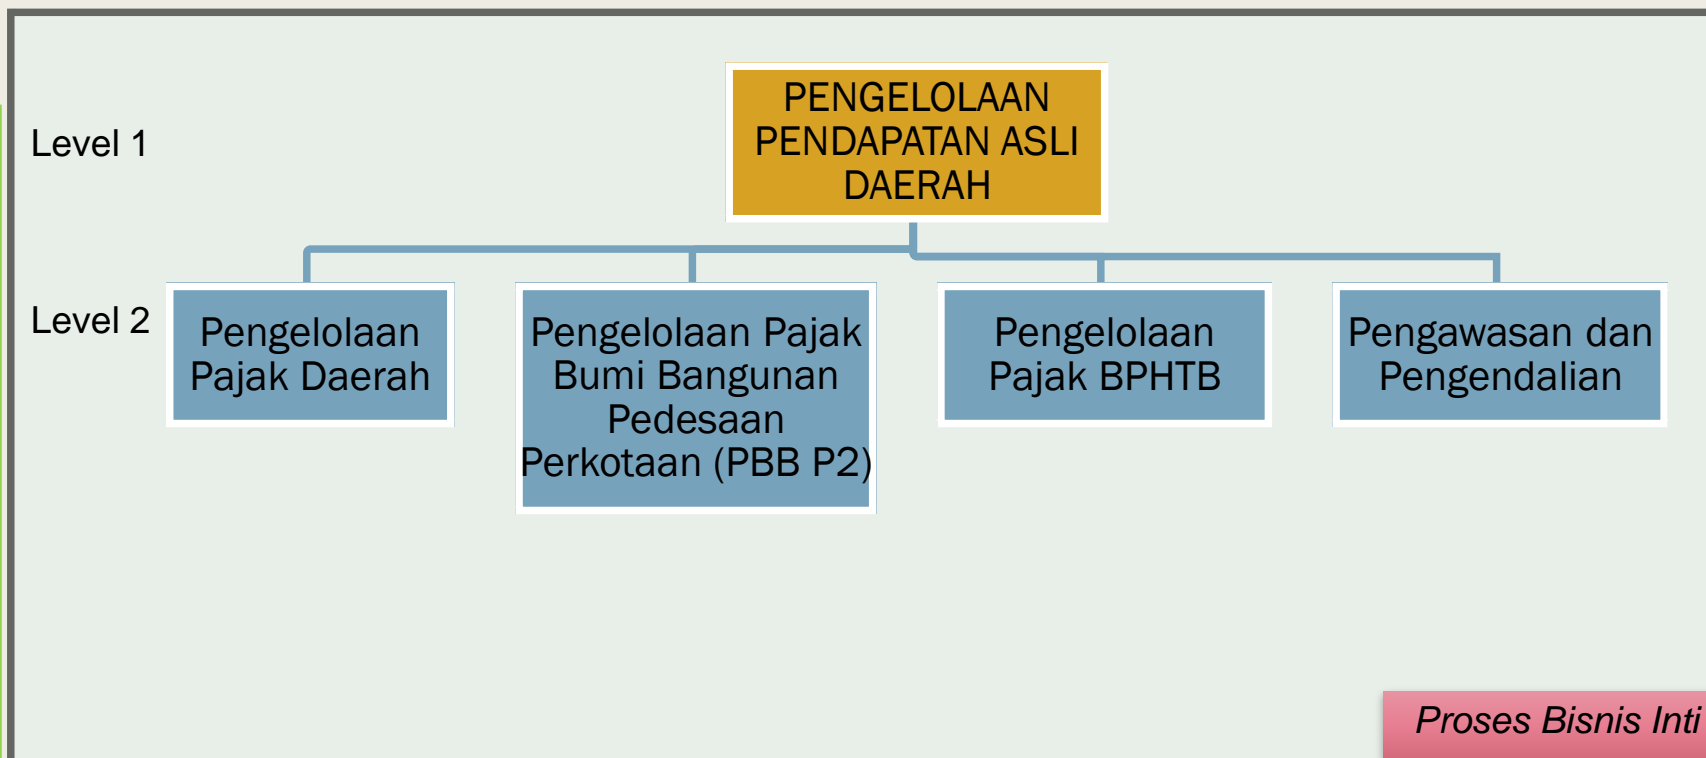 Level 1
PENGELOLAAN
PENDAPATAN ASLI
DAERAH
Level 2
Pengelolaan
Pajak Daerah
Pengelolaan Pajak
Bumi Bangunan
Pedesaan
Perkotaan (PBB P2)
Pengelolaan
Pajak BPHTB
Pengawasan dan
Pengendalian
Proses Bisnis Inti